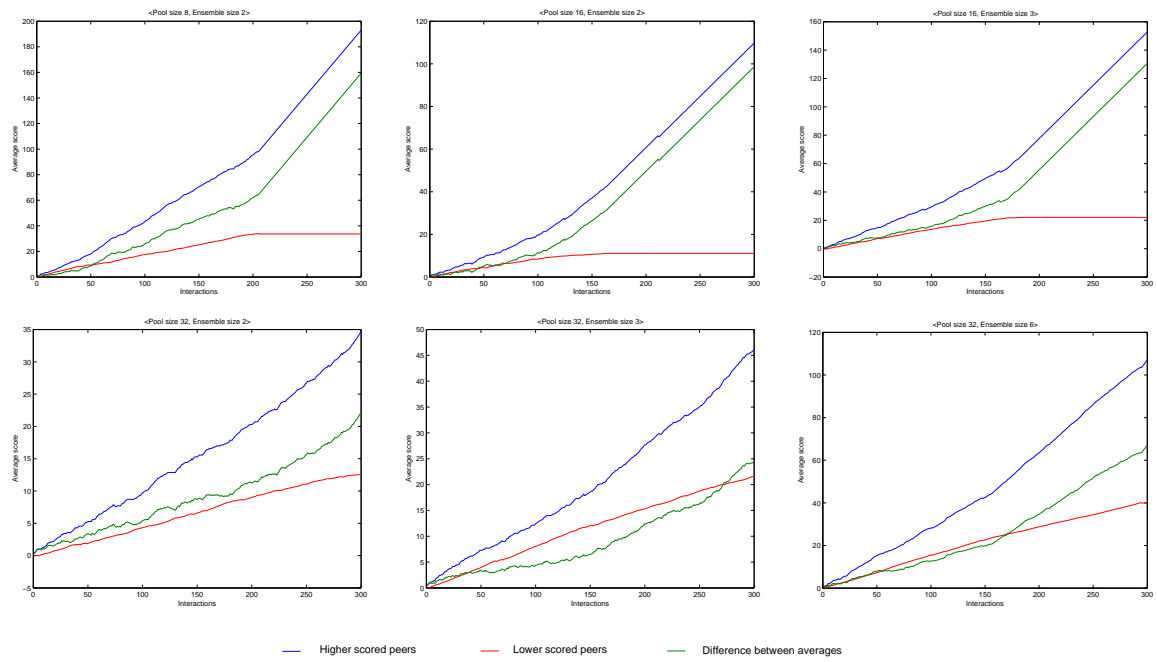 <Pool size 8, Ensemble size 2>
200
180
160
140
120
100
80
60
40
20
0
Average score
0 50 100 150 200 250 300
Interactions
<Pool size 16, Ensemble size 2>
120
100
80
60
40
20
0
Average score
0 50 100 150 200 250 300
Interactions
<Pool size 16, Ensemble size 3>
160
140
120
100
80
60
40
20
0
−20
Average score
0 50 100 150 200 250 300
Interactions
<Pool size 32, Ensemble size 2>
35
30
25
20
15
10
5
0
−5
Average score
0 50 100 150 200 250 300
Interactions
<Pool size 32, Ensemble size 3>
50
45
40
35
30
25
20
15
10
5
0
Average score
0 50 100 150 200 250 300
Interactions
<Pool size 32, Ensemble size 6>
120
100
80
60
40
20
0
Average score
0 50 100 150 200 250 300
Interactions
Higher scored peers Lower scored peers Difference between averages